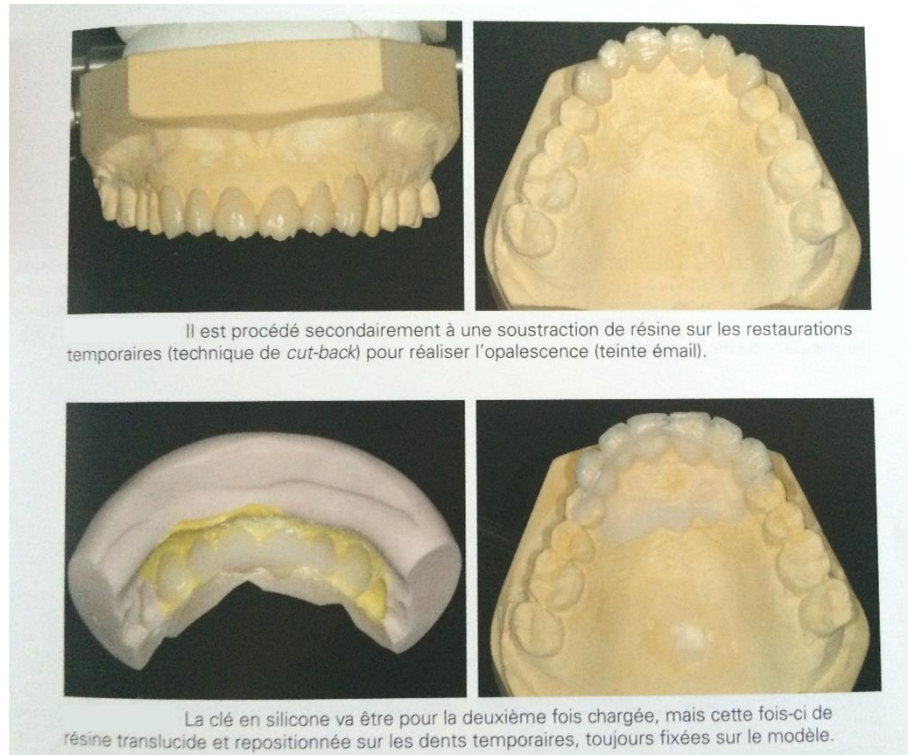 Il est procédé secondairement à une soustraction de résine sur les restaurations
temporaires (technique de cut-back) pour réaliser l'opalescence (teinte émail).
La clé en silicone va être pour la deuxième fois chargée, mais cette fois-ci de
résine translucide et repositionnée sur les dents temporaires, toujours fixées sur le modèle.